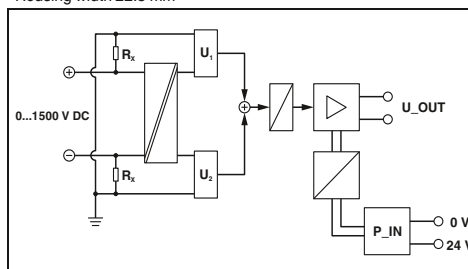 Housing width 22.5 mm
Rx
U1
0...1500 V DC
U_OUT
Rx
U2
P_IN
0 V
24 V